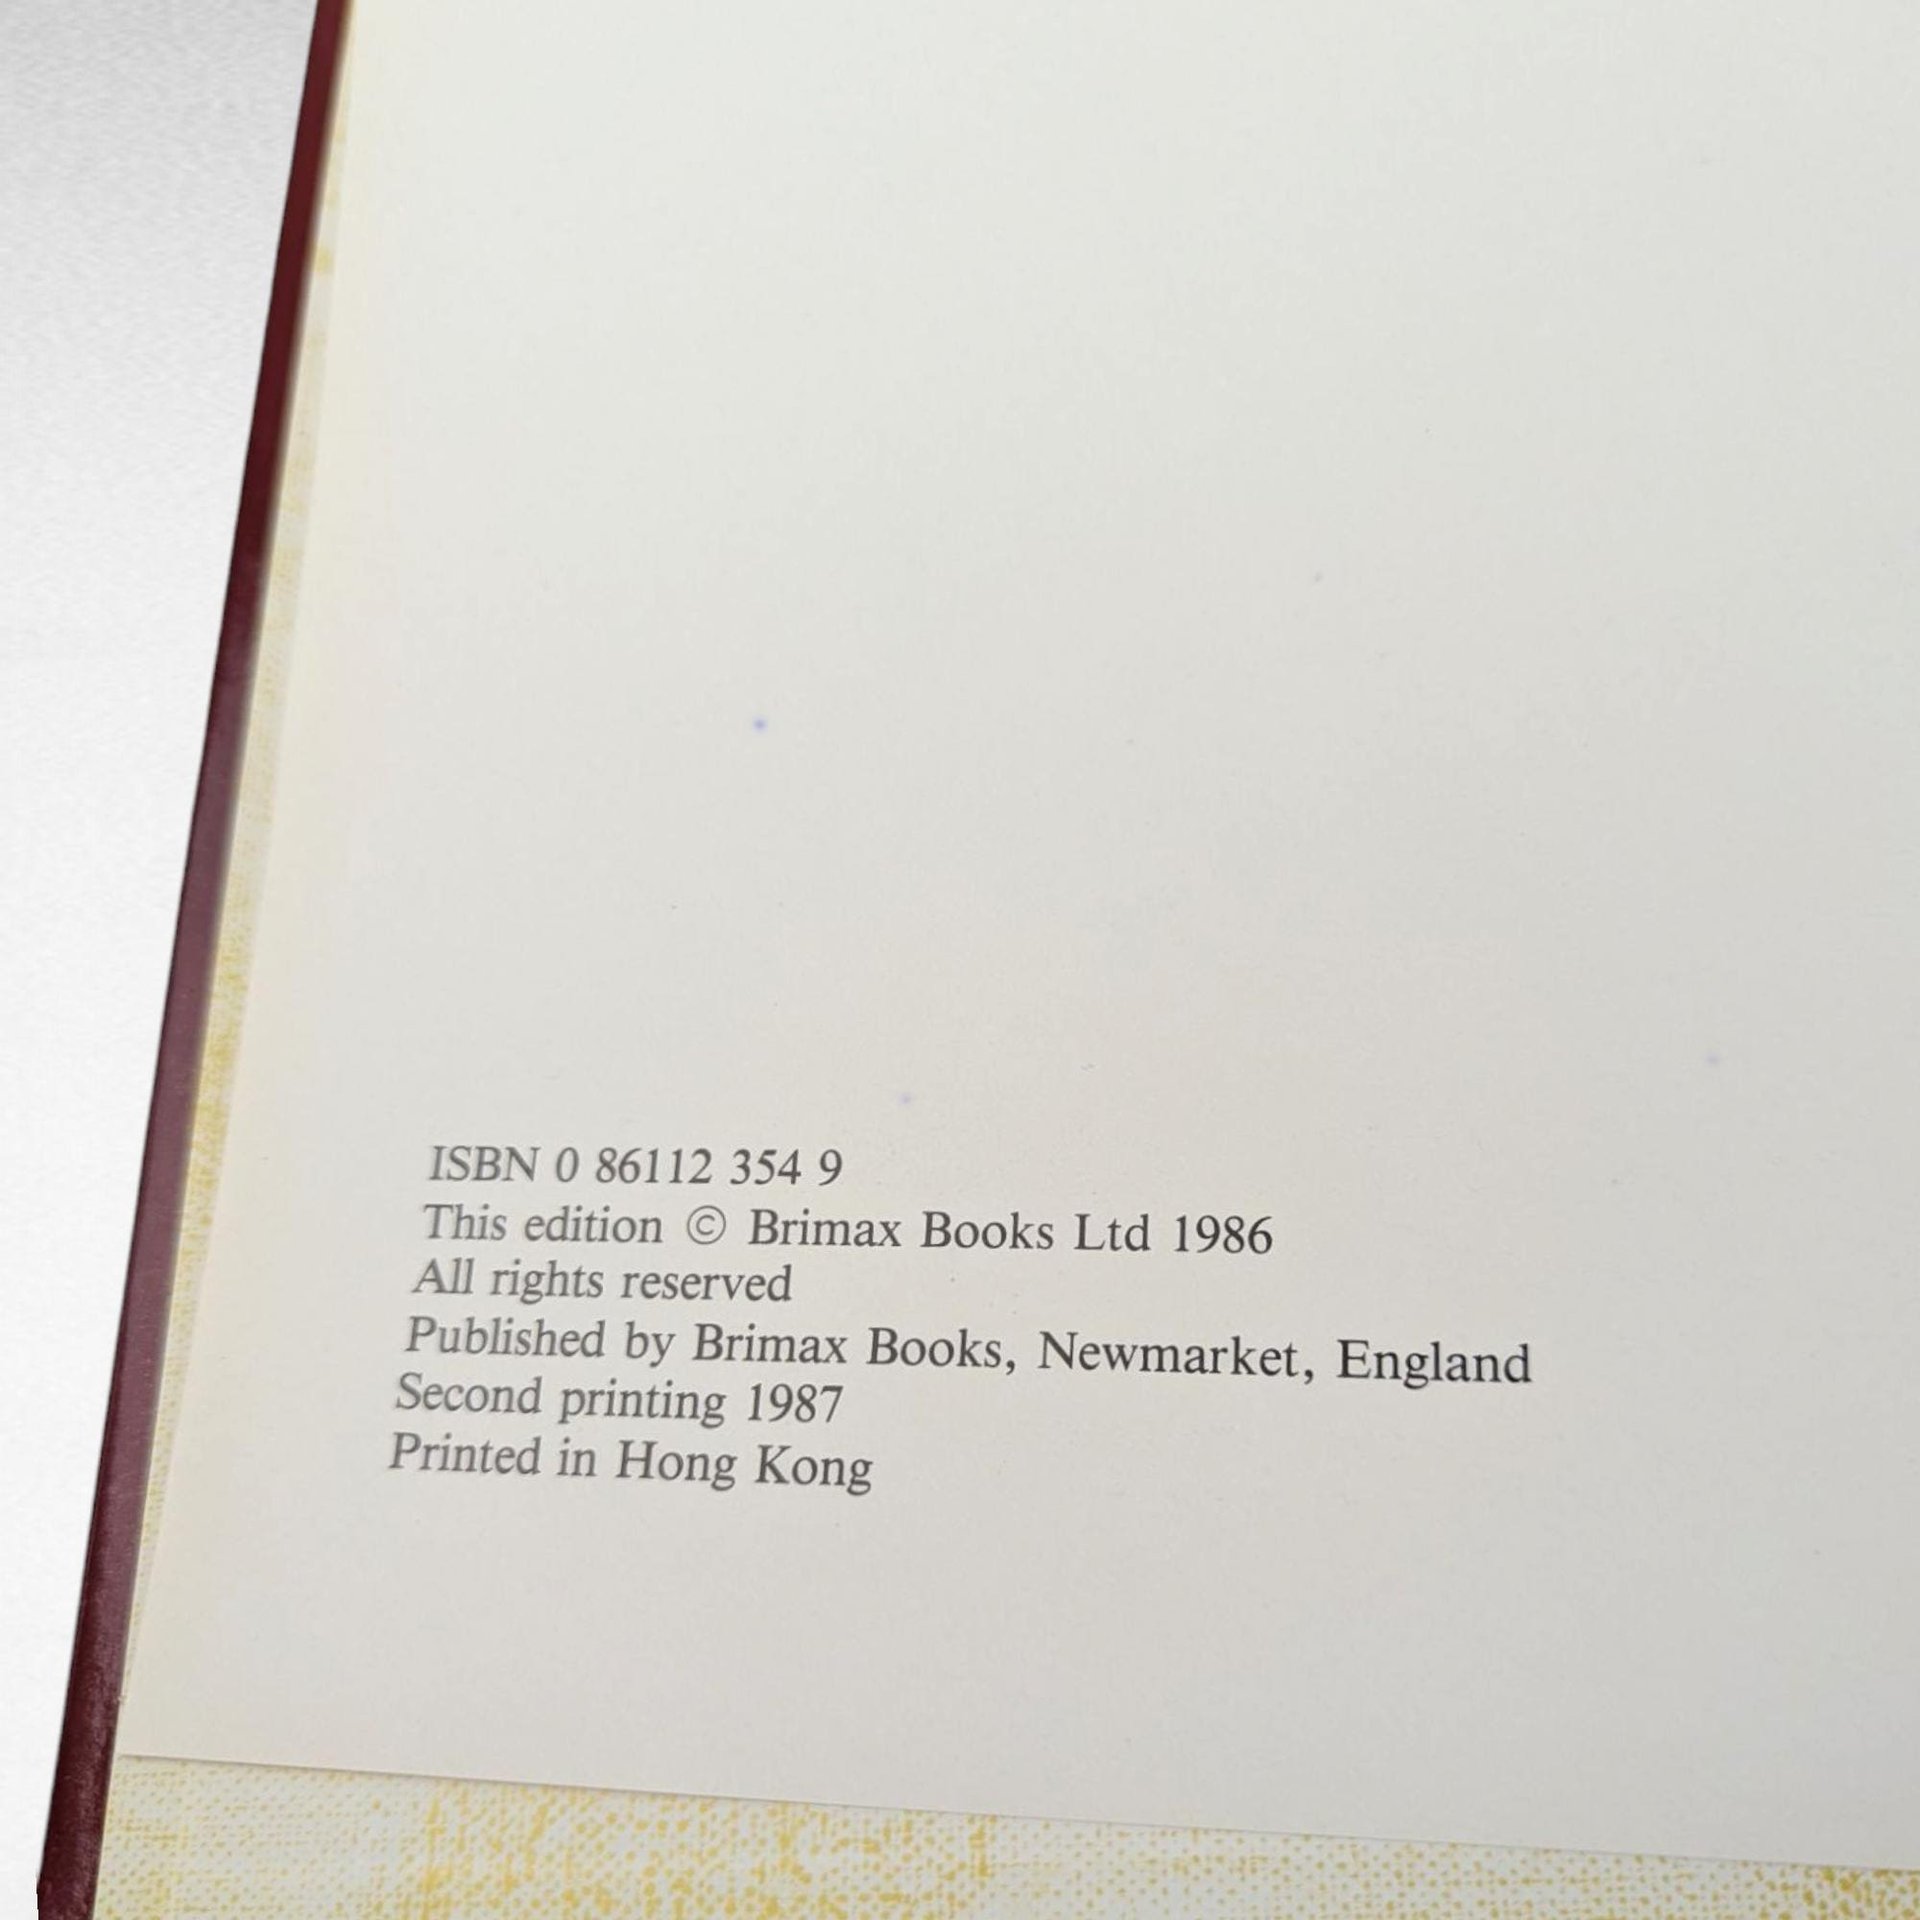 ISBN 0 86112 354 9
This edition © Brimax Books Ltd 1986
All rights reserved
Published by Brimax Books, Newmarket, England
Second printing 1987
Printed in Hong Kong